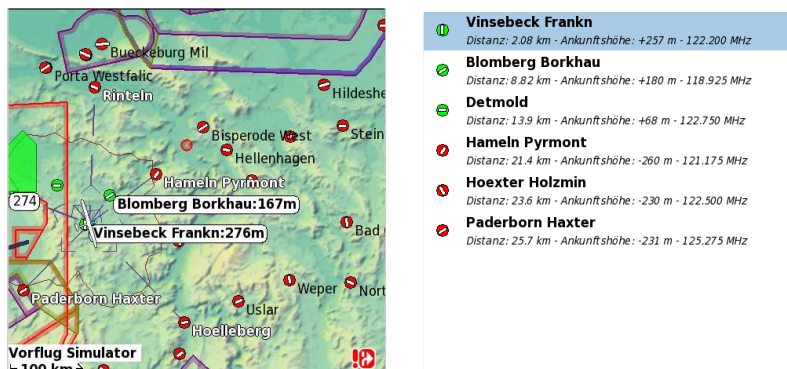 Bueckeburg Mil
Porta Westfalic
Rinteln
Hildeshe
Bisperode West
Stein
Hellenhagen
Hameln Pyrmont
274
Blomberg Borkhau:167m
Vinsebeck Frankn:276m
Bad
Weper
Nort
Paderborn Haxter
Uslar
Hoelleberg
Vorflug Simulator
100 km
Vinsebeck Frankn
Distanz: 2.08 km - Ankunftshöhe: +257 m - 122.200 MHz
Blomberg Borkhau
Distanz: 8.82 km - Ankunftshöhe: +180 m - 118.925 MHz
Detmold
Distanz: 13.9 km - Ankunftshöhe: +68 m - 122.750 MHz
Hameln Pyrmont
Distanz: 21.4 km - Ankunftshöhe: -260 m - 121.175 MHz
Hoexter Holzmin
Distanz: 23.6 km - Ankunftshöhe: -230 m - 122.500 MHz
Paderborn Haxter
Distanz: 25.7 km - Ankunftshöhe: -231 m - 125.275 MHz